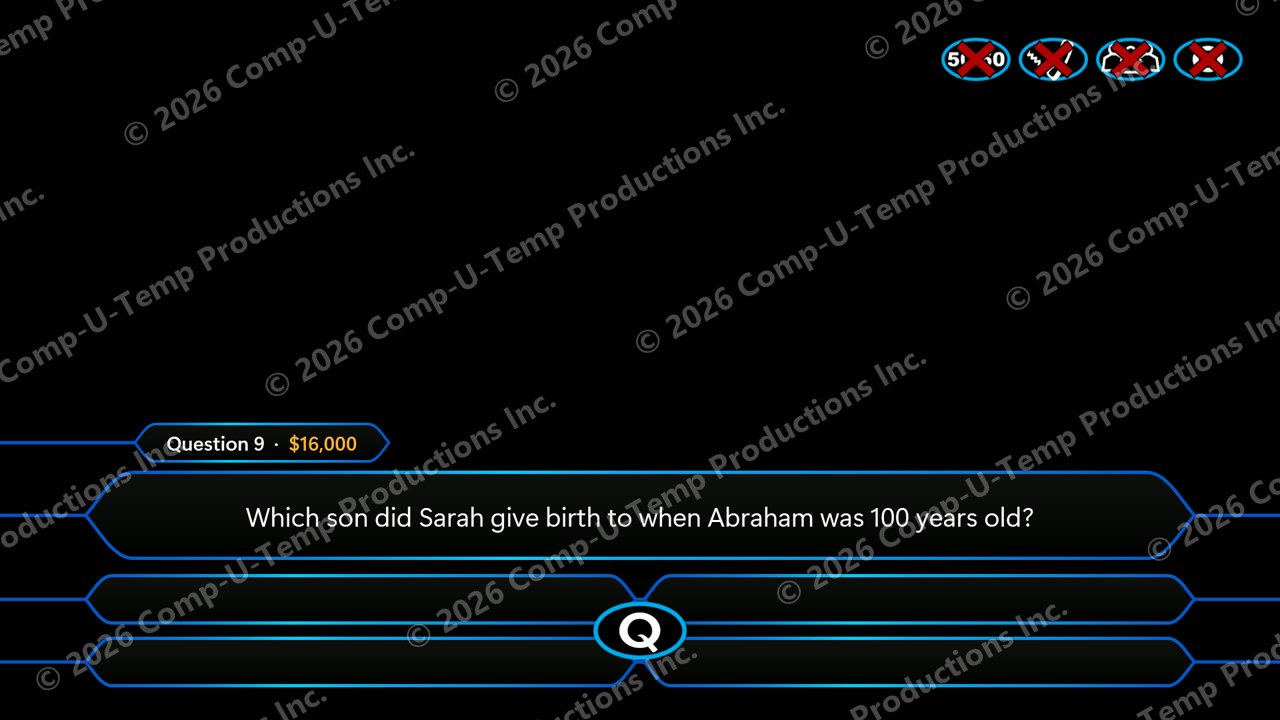 © 2026 Comp-U-Temp Productions Inc.
Question 9 · $16,000
Which son did Sarah give birth to when Abraham was 100 years old?
Q